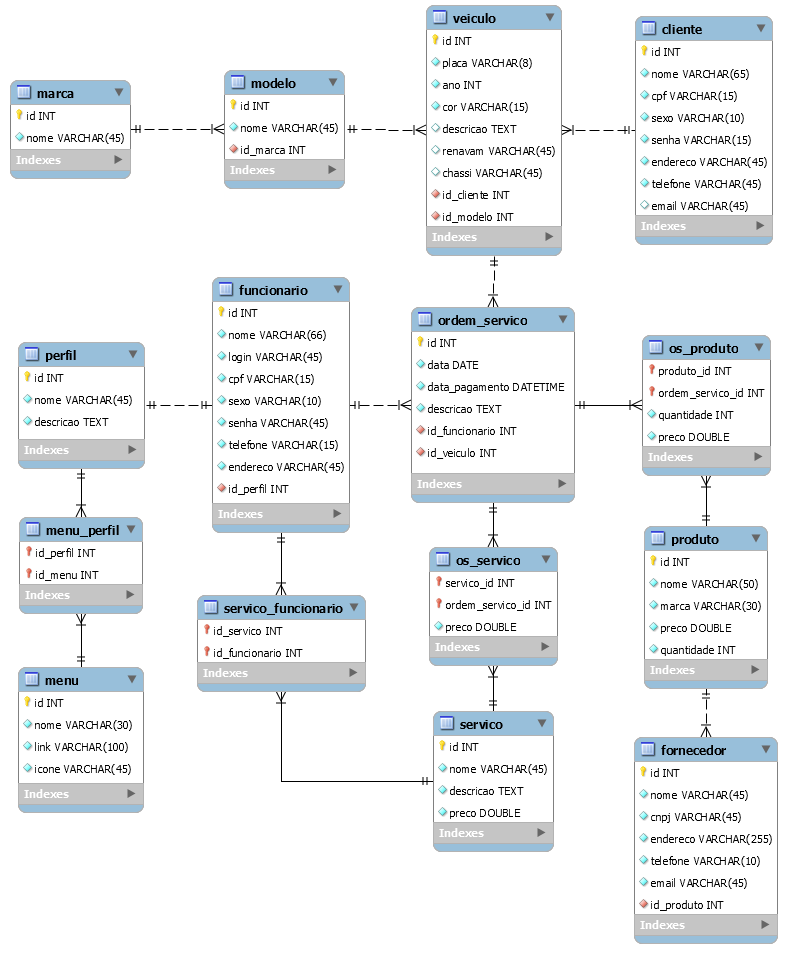 marca
id INT
nome VARCHAR(45)
Indexes
modelo
id INT
nome VARCHAR(45)
id_marca INT
Indexes
veiculo
id INT
placa VARCHAR(8)
ano INT
cor VARCHAR(15)
descricao TEXT
renavam VARCHAR(45)
chassi VARCHAR(45)
id_cliente INT
id_modelo INT
Indexes
cliente
id INT
nome VARCHAR(65)
cpf VARCHAR(15)
sexo VARCHAR(10)
senha VARCHAR(15)
endereco VARCHAR(45)
telefone VARCHAR(45)
email VARCHAR(45)
Indexes
perfil
id INT
nome VARCHAR(45)
descricao TEXT
Indexes
funcionario
id INT
nome VARCHAR(66)
login VARCHAR(45)
cpf VARCHAR(15)
sexo VARCHAR(10)
senha VARCHAR(45)
telefone VARCHAR(15)
endereco VARCHAR(45)
id_perfil INT
Indexes
ordem_servico
id INT
data DATE
data_pagamento DATETIME
descricao TEXT
id_funcionario INT
id_veiculo INT
Indexes
os_produto
produto_id INT
ordem_servico_id INT
quantidade INT
preco DOUBLE
Indexes
menu_perfil
id_perfil INT
id_menu INT
Indexes
servico_funcionario
id_servico INT
id_funcionario INT
Indexes
os_servico
servico_id INT
ordem_servico_id INT
preco DOUBLE
Indexes
produto
id INT
nome VARCHAR(50)
marca VARCHAR(30)
preco DOUBLE
quantidade INT
Indexes
menu
id INT
nome VARCHAR(30)
link VARCHAR(100)
icone VARCHAR(45)
Indexes
servico
id INT
nome VARCHAR(45)
descricao TEXT
preco DOUBLE
Indexes
fornecedor
id INT
nome VARCHAR(45)
cnpj VARCHAR(45)
endereco VARCHAR(255)
telefone VARCHAR(10)
email VARCHAR(45)
id_produto INT
Indexes